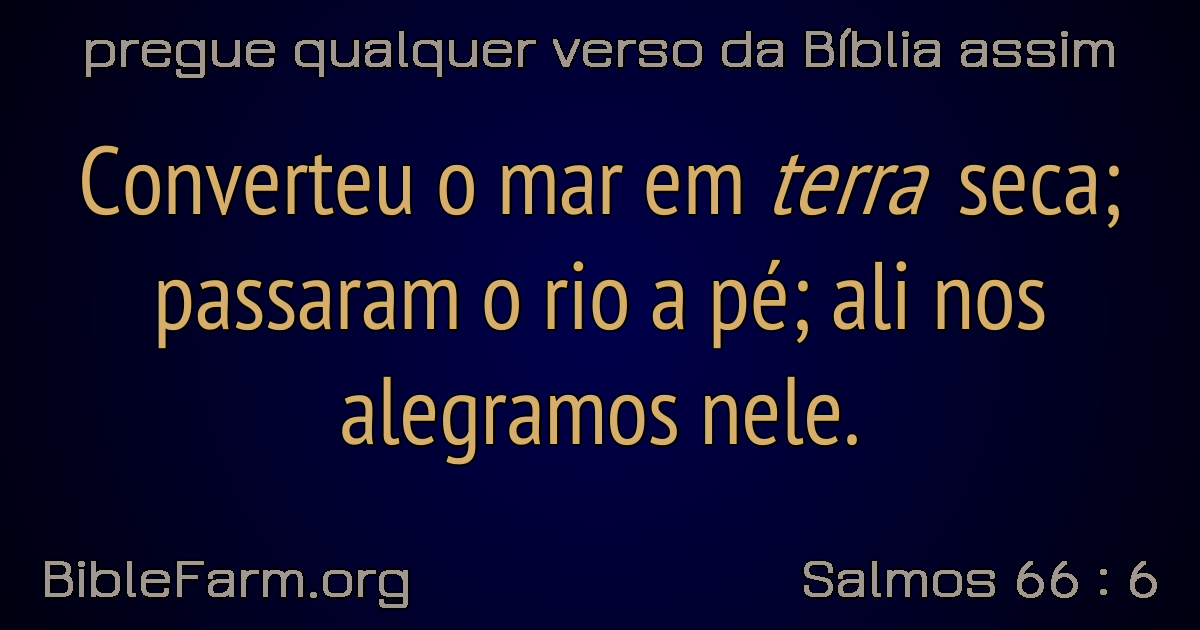 pregue qualquer verso da Bíblia assim
Converteu o mar em terra seca;
passaram o rio a pé; ali nos
alegramos nele.
BibleFarm.org
Salmos 66 : 6